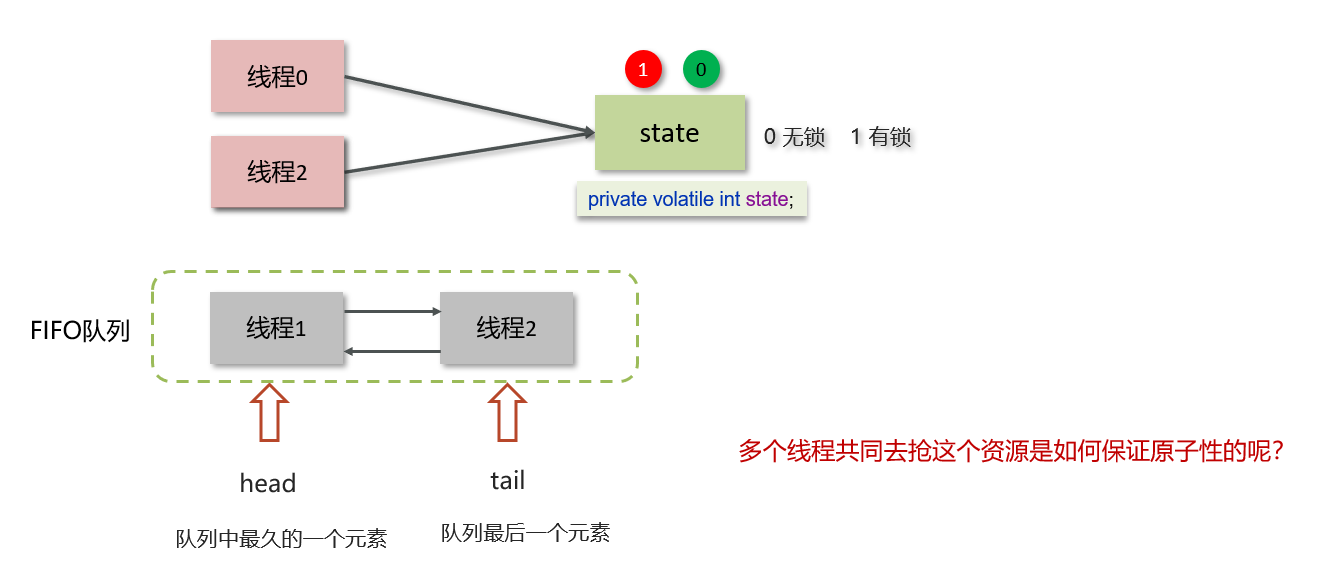 线程0
1 0
state
0 无锁 1 有锁
线程2
private volatile int state;
FIFO队列
线程1
线程2
多个线程共同去抢这个资源是如何保证原子性的呢?
head
tail
队列中最久的一个元素
队列最后一个元素